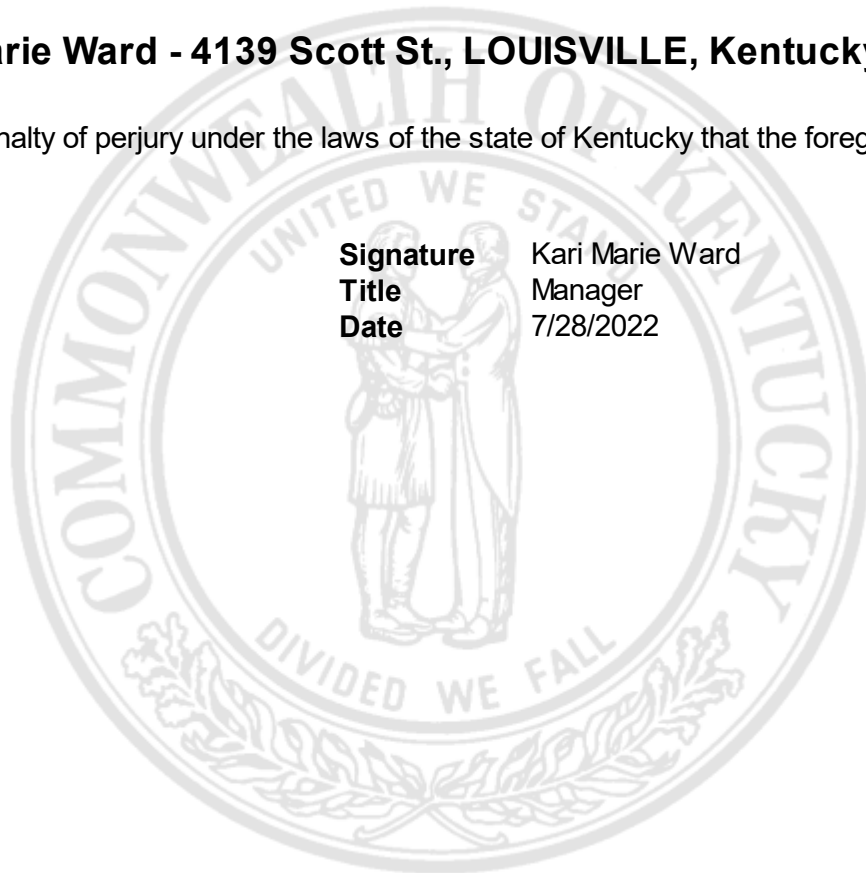 arie Ward - 4139 Scott St., LOUISVILLE, Kentucky
nalty of perjury under the laws of the state of Kentucky that the foreg
Signature Kari Marie Ward
Title Manager
Date 7/28/2022
COMMONWEALTH OF KENTUCKY
UNITED WE STAND
DIVIDED WE FALL